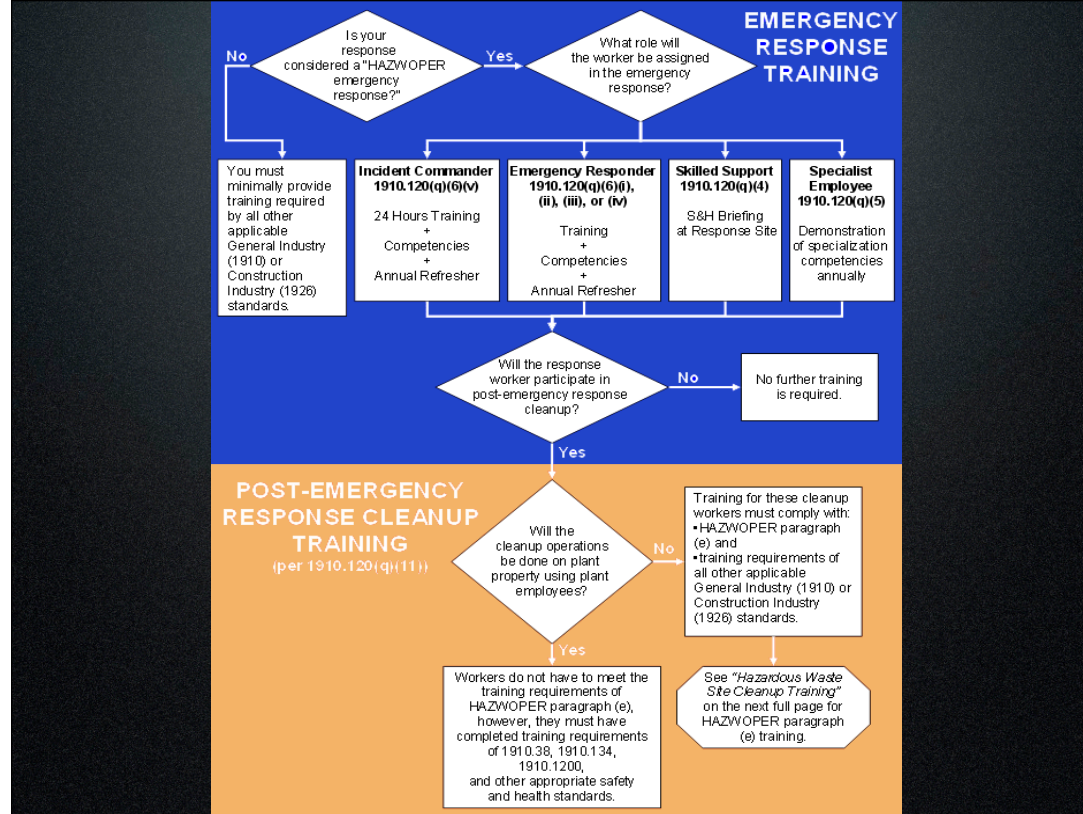 EMERGENCY
RESPONSE
TRAINING
Is your
response
considered a "HAZWOPER
emergency
response?"
No
Yes
What role will
the worker be assigned
in the emergency
response?
You must
minimally provide
training required
by all other
applicable
General Industry
(1910) or
Construction
Industry (1926)
standards.
Incident Commander
1910.120(q)(6)(v)
24 Hours Training
+
Competencies
+
Annual Refresher
Emergency Responder
1910.120(q)(6)(i),
(ii), (iii), or (iv)
Training
+
Competencies
+
Annual Refresher
Skilled Support
1910.120(q)(4)
S&H Briefing
at Response Site
Specialist
Employee
1910.120(q)(5)
Demonstration
of specialization
competencies
annually
Will the response
worker participate in
post-emergency response
cleanup?
No
No further training
is required.
Yes
POST-EMERGENCY
RESPONSE CLEANUP
TRAINING
(per 1910.120(q)(11))
Will the
cleanup operations
be done on plant
property using plant
employees?
No
Training for these cleanup
workers must comply with:
▪HAZWOPER paragraph
(e) and
▪training requirements of
all other applicable
General Industry (1910) or
Construction Industry
(1926) standards.
Yes
Workers do not have to meet the
training requirements of
HAZWOPER paragraph (e),
however, they must have
completed training requirements
of 1910.38, 1910.134,
1910.1200,
and other appropriate safety
and health standards.
See "Hazardous Waste
Site Cleanup Training"
on the next full page for
HAZWOPER paragraph
(e) training.